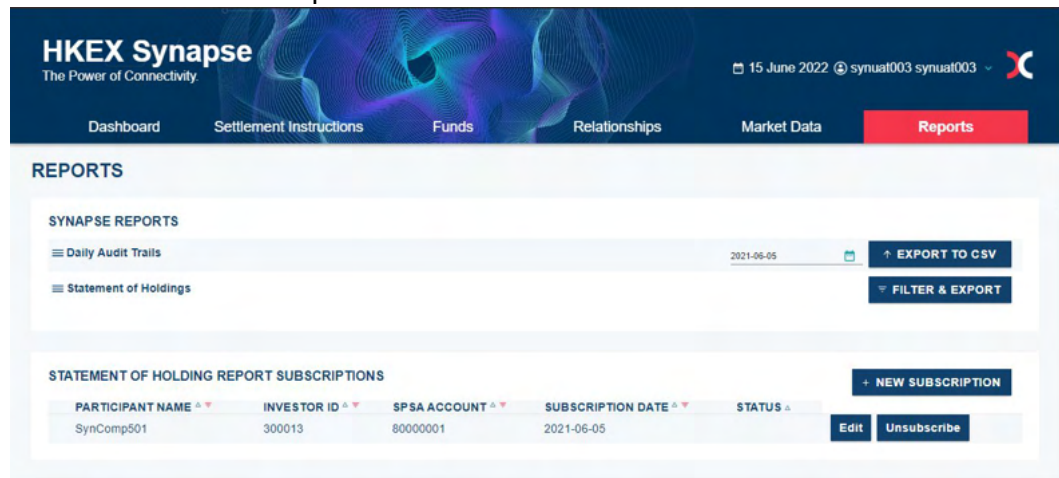 HKEX Synapse
The Power of Connectivity.
15 June 2022 synuat003 synuat003
Dashboard Settlement Instructions Funds Relationships Market Data Reports
REPORTS
SYNAPSE REPORTS
Daily Audit Trails 2021-06-05 ↑ EXPORT TO CSV
Statement of Holdings FILTER & EXPORT
STATEMENT OF HOLDING REPORT SUBSCRIPTIONS
+ NEW SUBSCRIPTION
PARTICIPANT NAME INVESTOR ID SPSA ACCOUNT SUBSCRIPTION DATE STATUS
SynComp501 300013 80000001 2021-06-05 Edit Unsubscribe